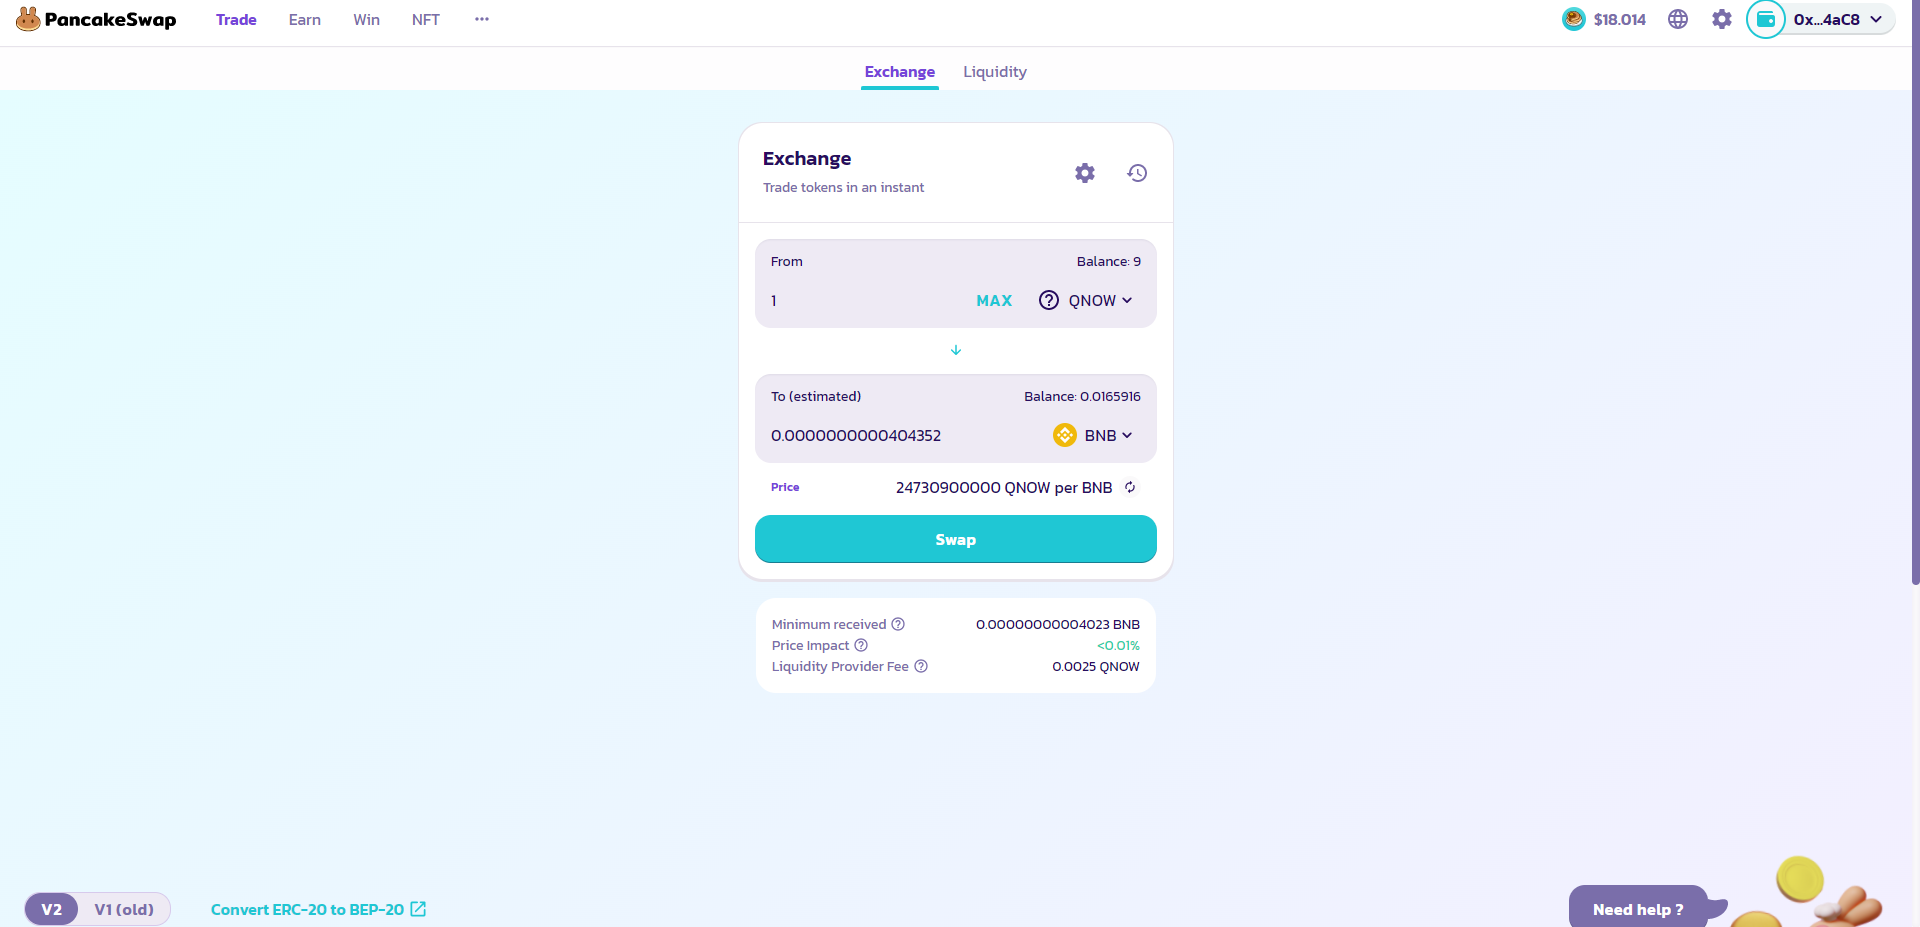 PancakeSwap Trade Earn Win NFT ... $18.014 0x...4aC8
Exchange Liquidity
Exchange
Trade tokens in an instant
From Balance: 9
1 MAX QNOW
To (estimated) Balance: 0.0165916
0.0000000000404352 BNB
Price 24730900000 QNOW per BNB
Swap
Minimum received 0.00000000004023 BNB
Price Impact <0.01%
Liquidity Provider Fee 0.0025 QNOW
V2 V1 (old) Convert ERC-20 to BEP-20 Need help ?